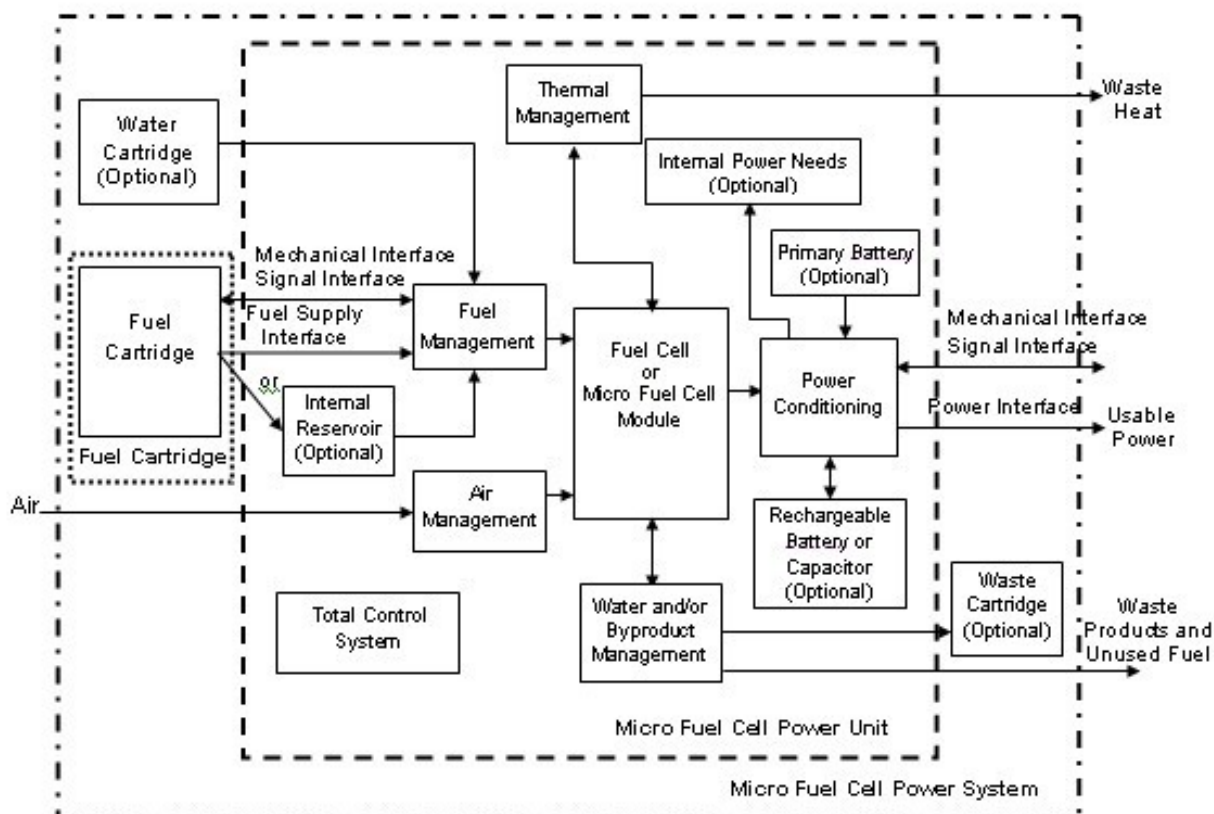 Thermal
Management
Waste
Heat
Water
Cartridge
(Optional)
Internal Power Needs
(Optional)
Mechanical Interface
Signal Interface
Primary Battery
(Optional)
Fuel
Cartridge
Fuel Supply
Interface
Fuel
Management
or
Internal
Reservoir
(Optional)
Fuel Cartridge
Fuel Cell
or
Micro Fuel Cell
Module
Power
Conditioning
Mechanical Interface
Signal Interface
Power Interface
Usable
Power
Air
Air
Management
Rechargeable
Battery or
Capacitor
(Optional)
Total Control
System
Water and/or
Byproduct
Management
Waste
Cartridge
(Optional)
Waste
Products and
Unused Fuel
Micro Fuel Cell Power Unit
Micro Fuel Cell Power System